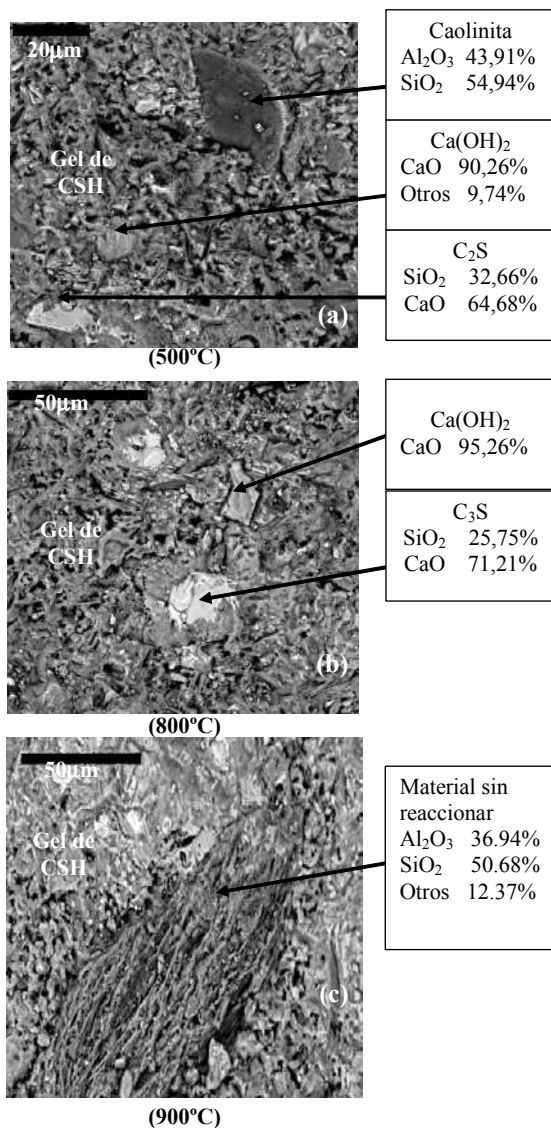 20μm
Gel de
CSH
(a)
(500ºC)
Caolinita
Al₂O₃ 43,91%
SiO₂ 54,94%
Ca(OH)₂
CaO 90,26%
Otros 9,74%
C₂S
SiO₂ 32,66%
CaO 64,68%
50μm
Gel de
CSH
(b)
(800ºC)
Ca(OH)₂
CaO 95,26%
C₃S
SiO₂ 25,75%
CaO 71,21%
50μm
Gel de
CSH
(c)
(900ºC)
Material sin
reaccionar
Al₂O₃ 36.94%
SiO₂ 50.68%
Otros 12.37%